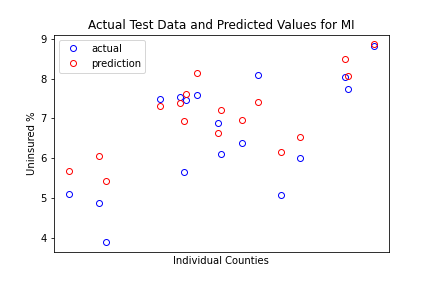 Actual Test Data and Predicted Values for MI
actual
prediction
9
8
7
6
5
4
Uninsured %
Individual Counties